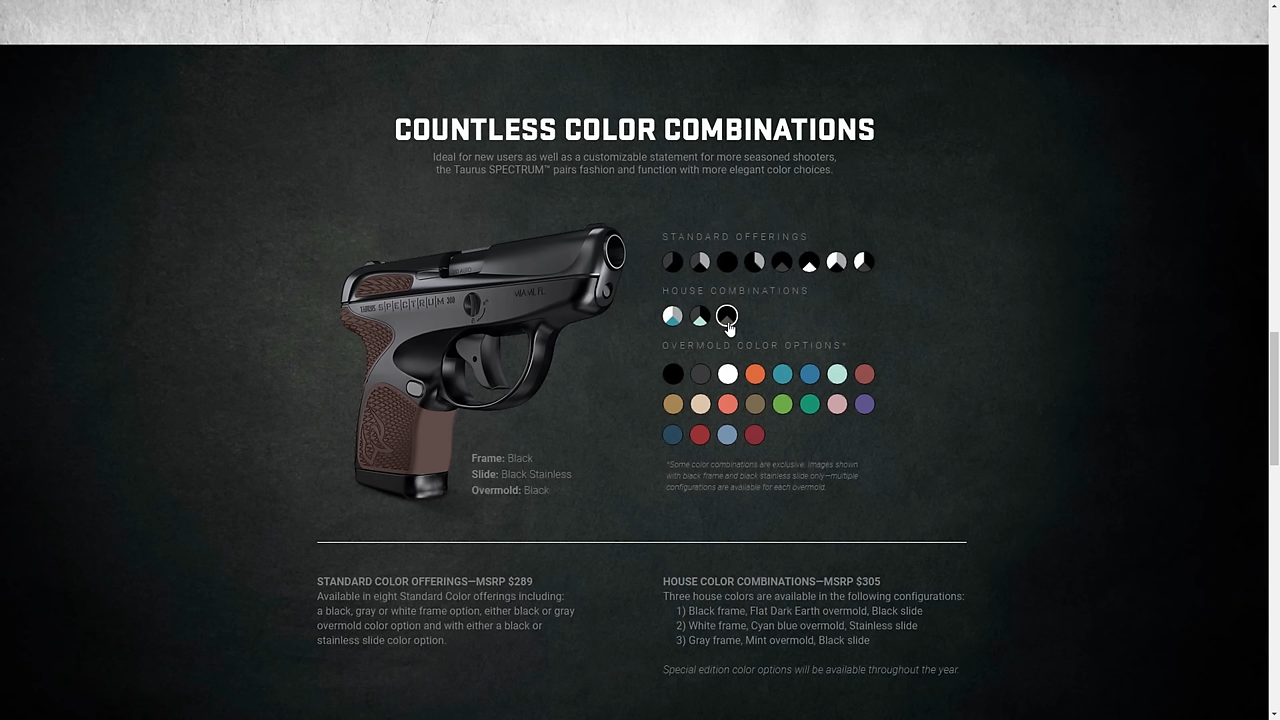 COUNTLESS COLOR COMBINATIONS
Ideal for new users as well as a customizable statement for more seasoned shooters,
the Taurus SPECTRUM™ pairs fashion and function with more elegant color choices.
STANDARD OFFERINGS
HOUSE COMBINATIONS
OVERMOLD COLOR OPTIONS*
TAURUS SPECTRUM 380
MIAMI, FL
Frame: Black
Slide: Black Stainless
Overmold: Black
*Some color combinations are exclusive. Images shown
with black frame and black stainless slide only—multiple
configurations are available for each overmold.
STANDARD COLOR OFFERINGS—MSRP $289
Available in eight Standard Color offerings including:
a black, gray or white frame option, either black or gray
overmold color option and with either a black or
stainless slide color option.
HOUSE COLOR COMBINATIONS—MSRP $305
Three house colors are available in the following configurations:
1) Black frame, Flat Dark Earth overmold, Black slide
2) White frame, Cyan blue overmold, Stainless slide
3) Gray frame, Mint overmold, Black slide
Special edition color options will be available throughout the year.